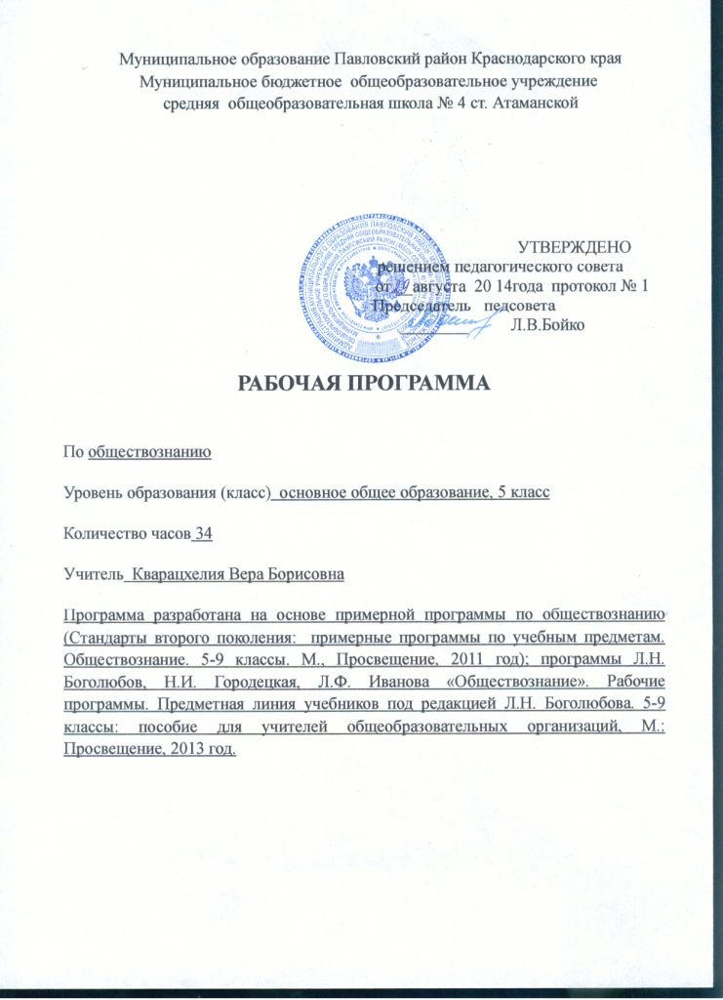 Муниципальное образование Павловский район Краснодарского края
Муниципальное бюджетное общеобразовательное учреждение
средняя общеобразовательная школа № 4 ст. Атаманской
УТВЕРЖДЕНО
решением педагогического совета
от августа 20 14года протокол № 1
Председатель педсовета
Л.В.Бойко
РАБОЧАЯ ПРОГРАММА
По обществознанию
Уровень образования (класс) основное общее образование, 5 класс
Количество часов 34
Учитель Кварацхелия Вера Борисовна
Программа разработана на основе примерной программы по обществознанию
(Стандарты второго поколения: примерные программы по учебным предметам.
Обществознание. 5-9 классы. М., Просвещение, 2011 год); программы Л.Н.
Боголюбов, Н.И. Городецкая, Л.Ф. Иванова «Обществознание». Рабочие
программы. Предметная линия учебников под редакцией Л.Н. Боголюбова. 5-9
классы: пособие для учителей общеобразовательных организаций, М.:
Просвещение, 2013 год.